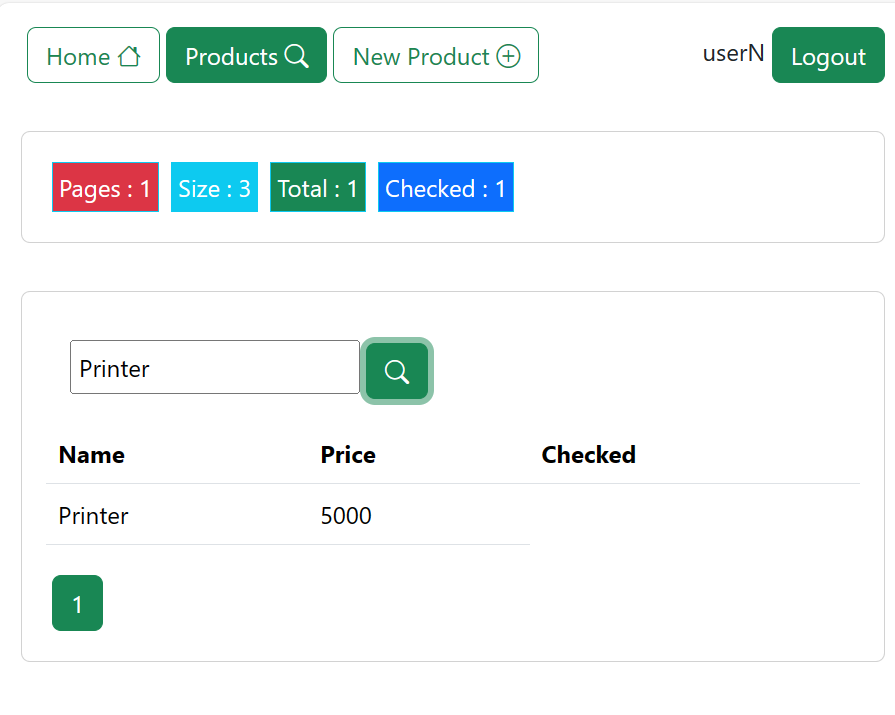 Home Products New Product userN Logout
Pages : 1 Size : 3 Total : 1 Checked : 1
Printer
Name Price Checked
Printer 5000
1